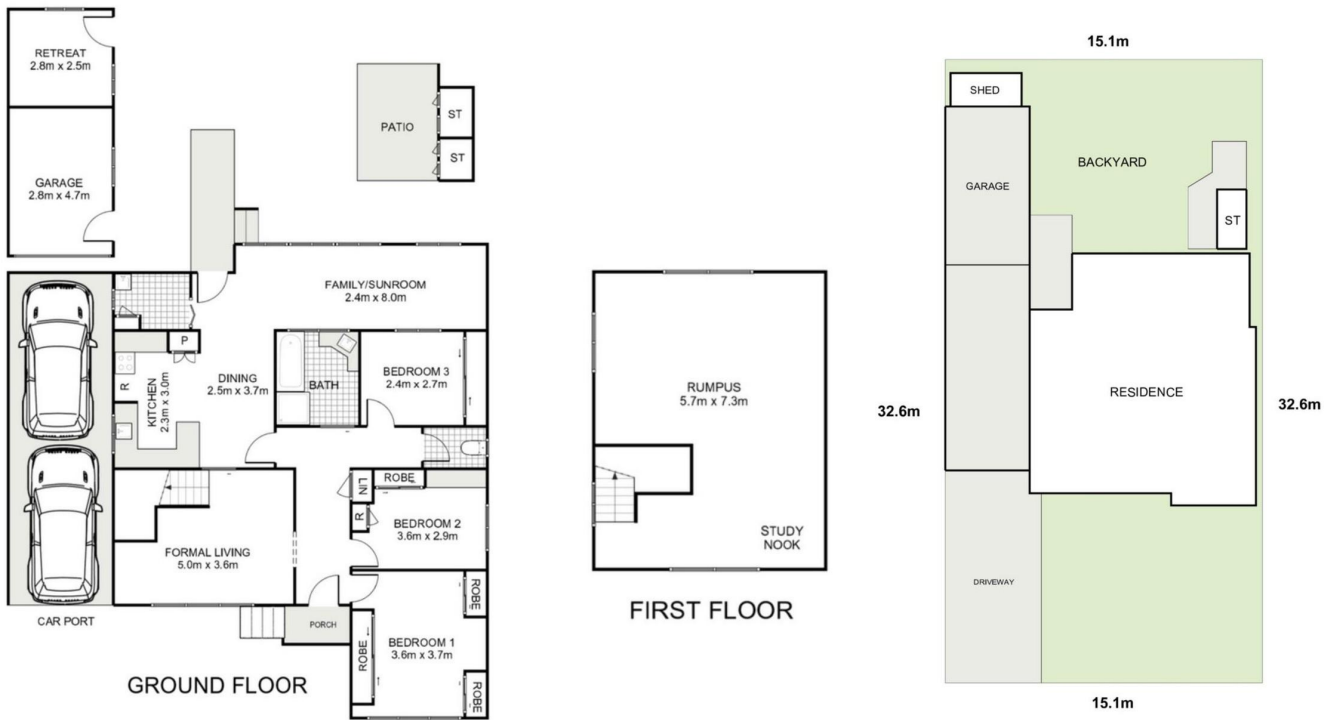 RETREAT
2.8m x 2.5m
GARAGE
2.8m x 4.7m
PATIO
ST
ST
FAMILY/SUNROOM
2.4m x 8.0m
P
R
KITCHEN
2.3m x 3.0m
DINING
2.5m x 3.7m
BATH
BEDROOM 3
2.4m x 2.7m
LIN
ROBE
R
BEDROOM 2
3.6m x 2.9m
FORMAL LIVING
5.0m x 3.6m
CAR PORT
PORCH
ROBE
BEDROOM 1
3.6m x 3.7m
ROBE
ROBE
GROUND FLOOR
RUMPUS
5.7m x 7.3m
STUDY
NOOK
FIRST FLOOR
15.1m
SHED
BACKYARD
GARAGE
ST
RESIDENCE
32.6m
32.6m
DRIVEWAY
15.1m